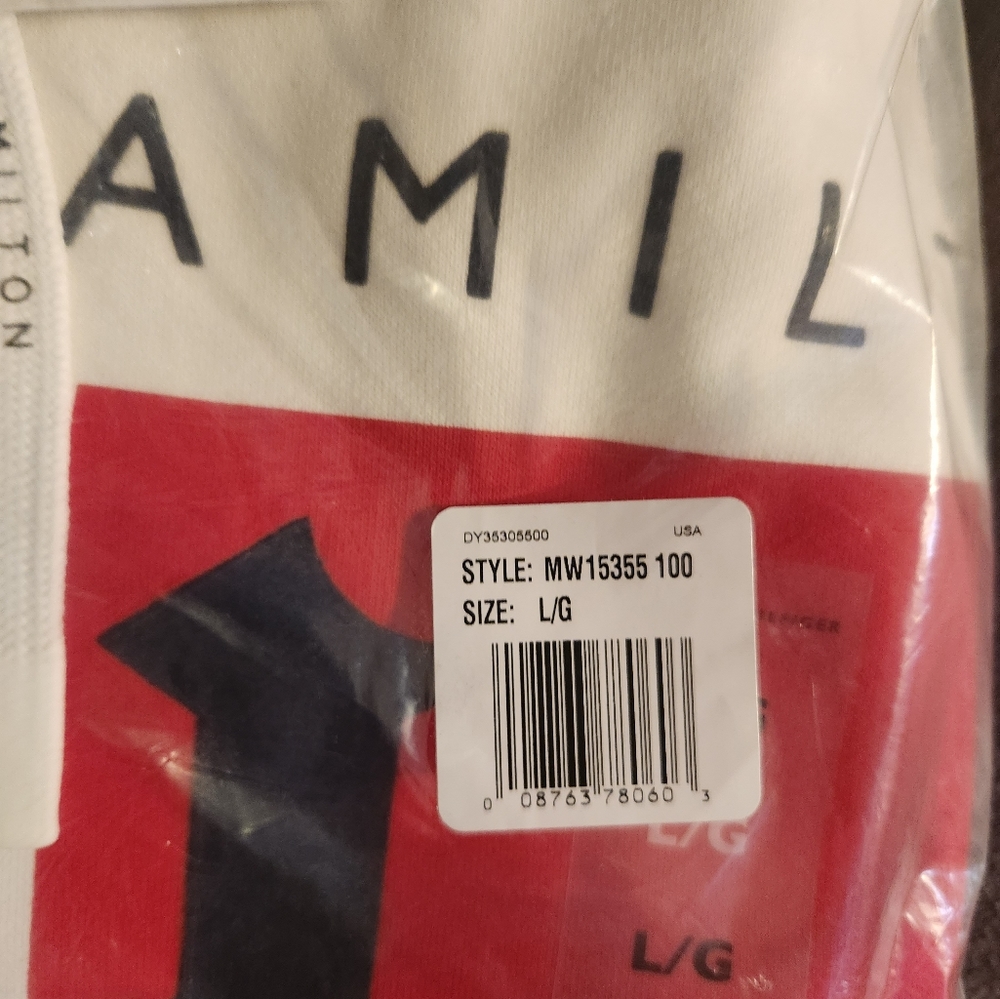 AMIL
MILTON
DY35305500 USA
STYLE: MW15355 100
SIZE: L/G
0 08763 78060 3
L/G
L/G